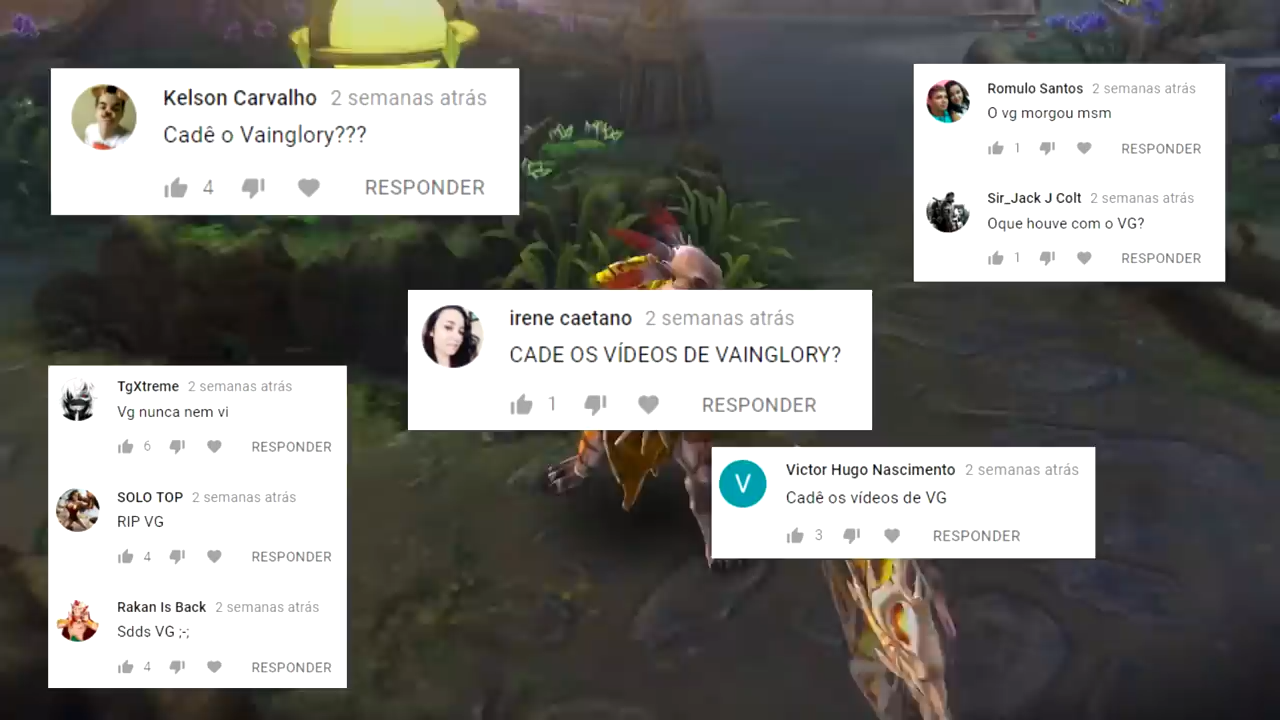 Kelson Carvalho 2 semanas atrás
Cadê o Vainglory???
4 RESPONDER
Romulo Santos 2 semanas atrás
O vg morgou msm
1 RESPONDER
Sir_Jack J Colt 2 semanas atrás
Oque houve com o VG?
1 RESPONDER
irene caetano 2 semanas atrás
CADE OS VÍDEOS DE VAINGLORY?
1 RESPONDER
TgXtreme 2 semanas atrás
Vg nunca nem vi
6 RESPONDER
SOLO TOP 2 semanas atrás
RIP VG
4 RESPONDER
Rakan Is Back 2 semanas atrás
Sdds VG ;-;
4 RESPONDER
V
Victor Hugo Nascimento 2 semanas atrás
Cadê os vídeos de VG
3 RESPONDER